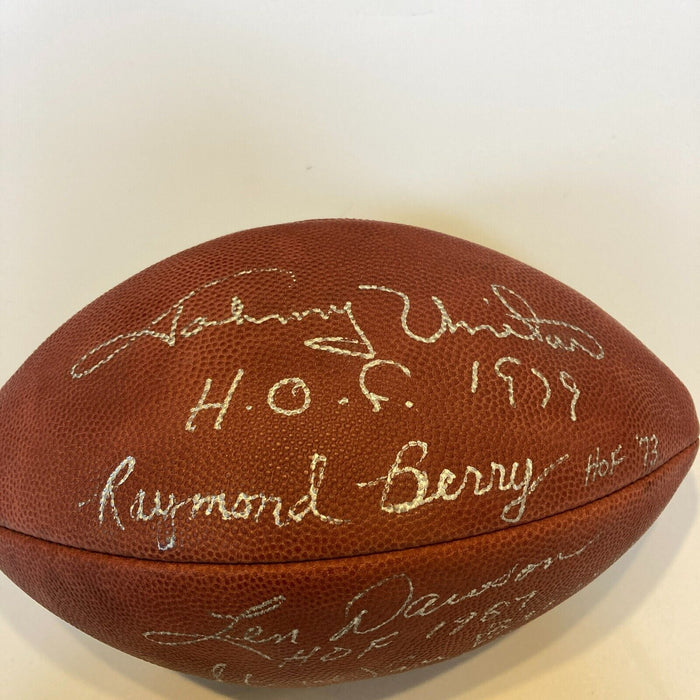 Johnny Unitas
H.O.F. 1979
Raymond Berry HOF '73
Len Dawson
HOF 1987